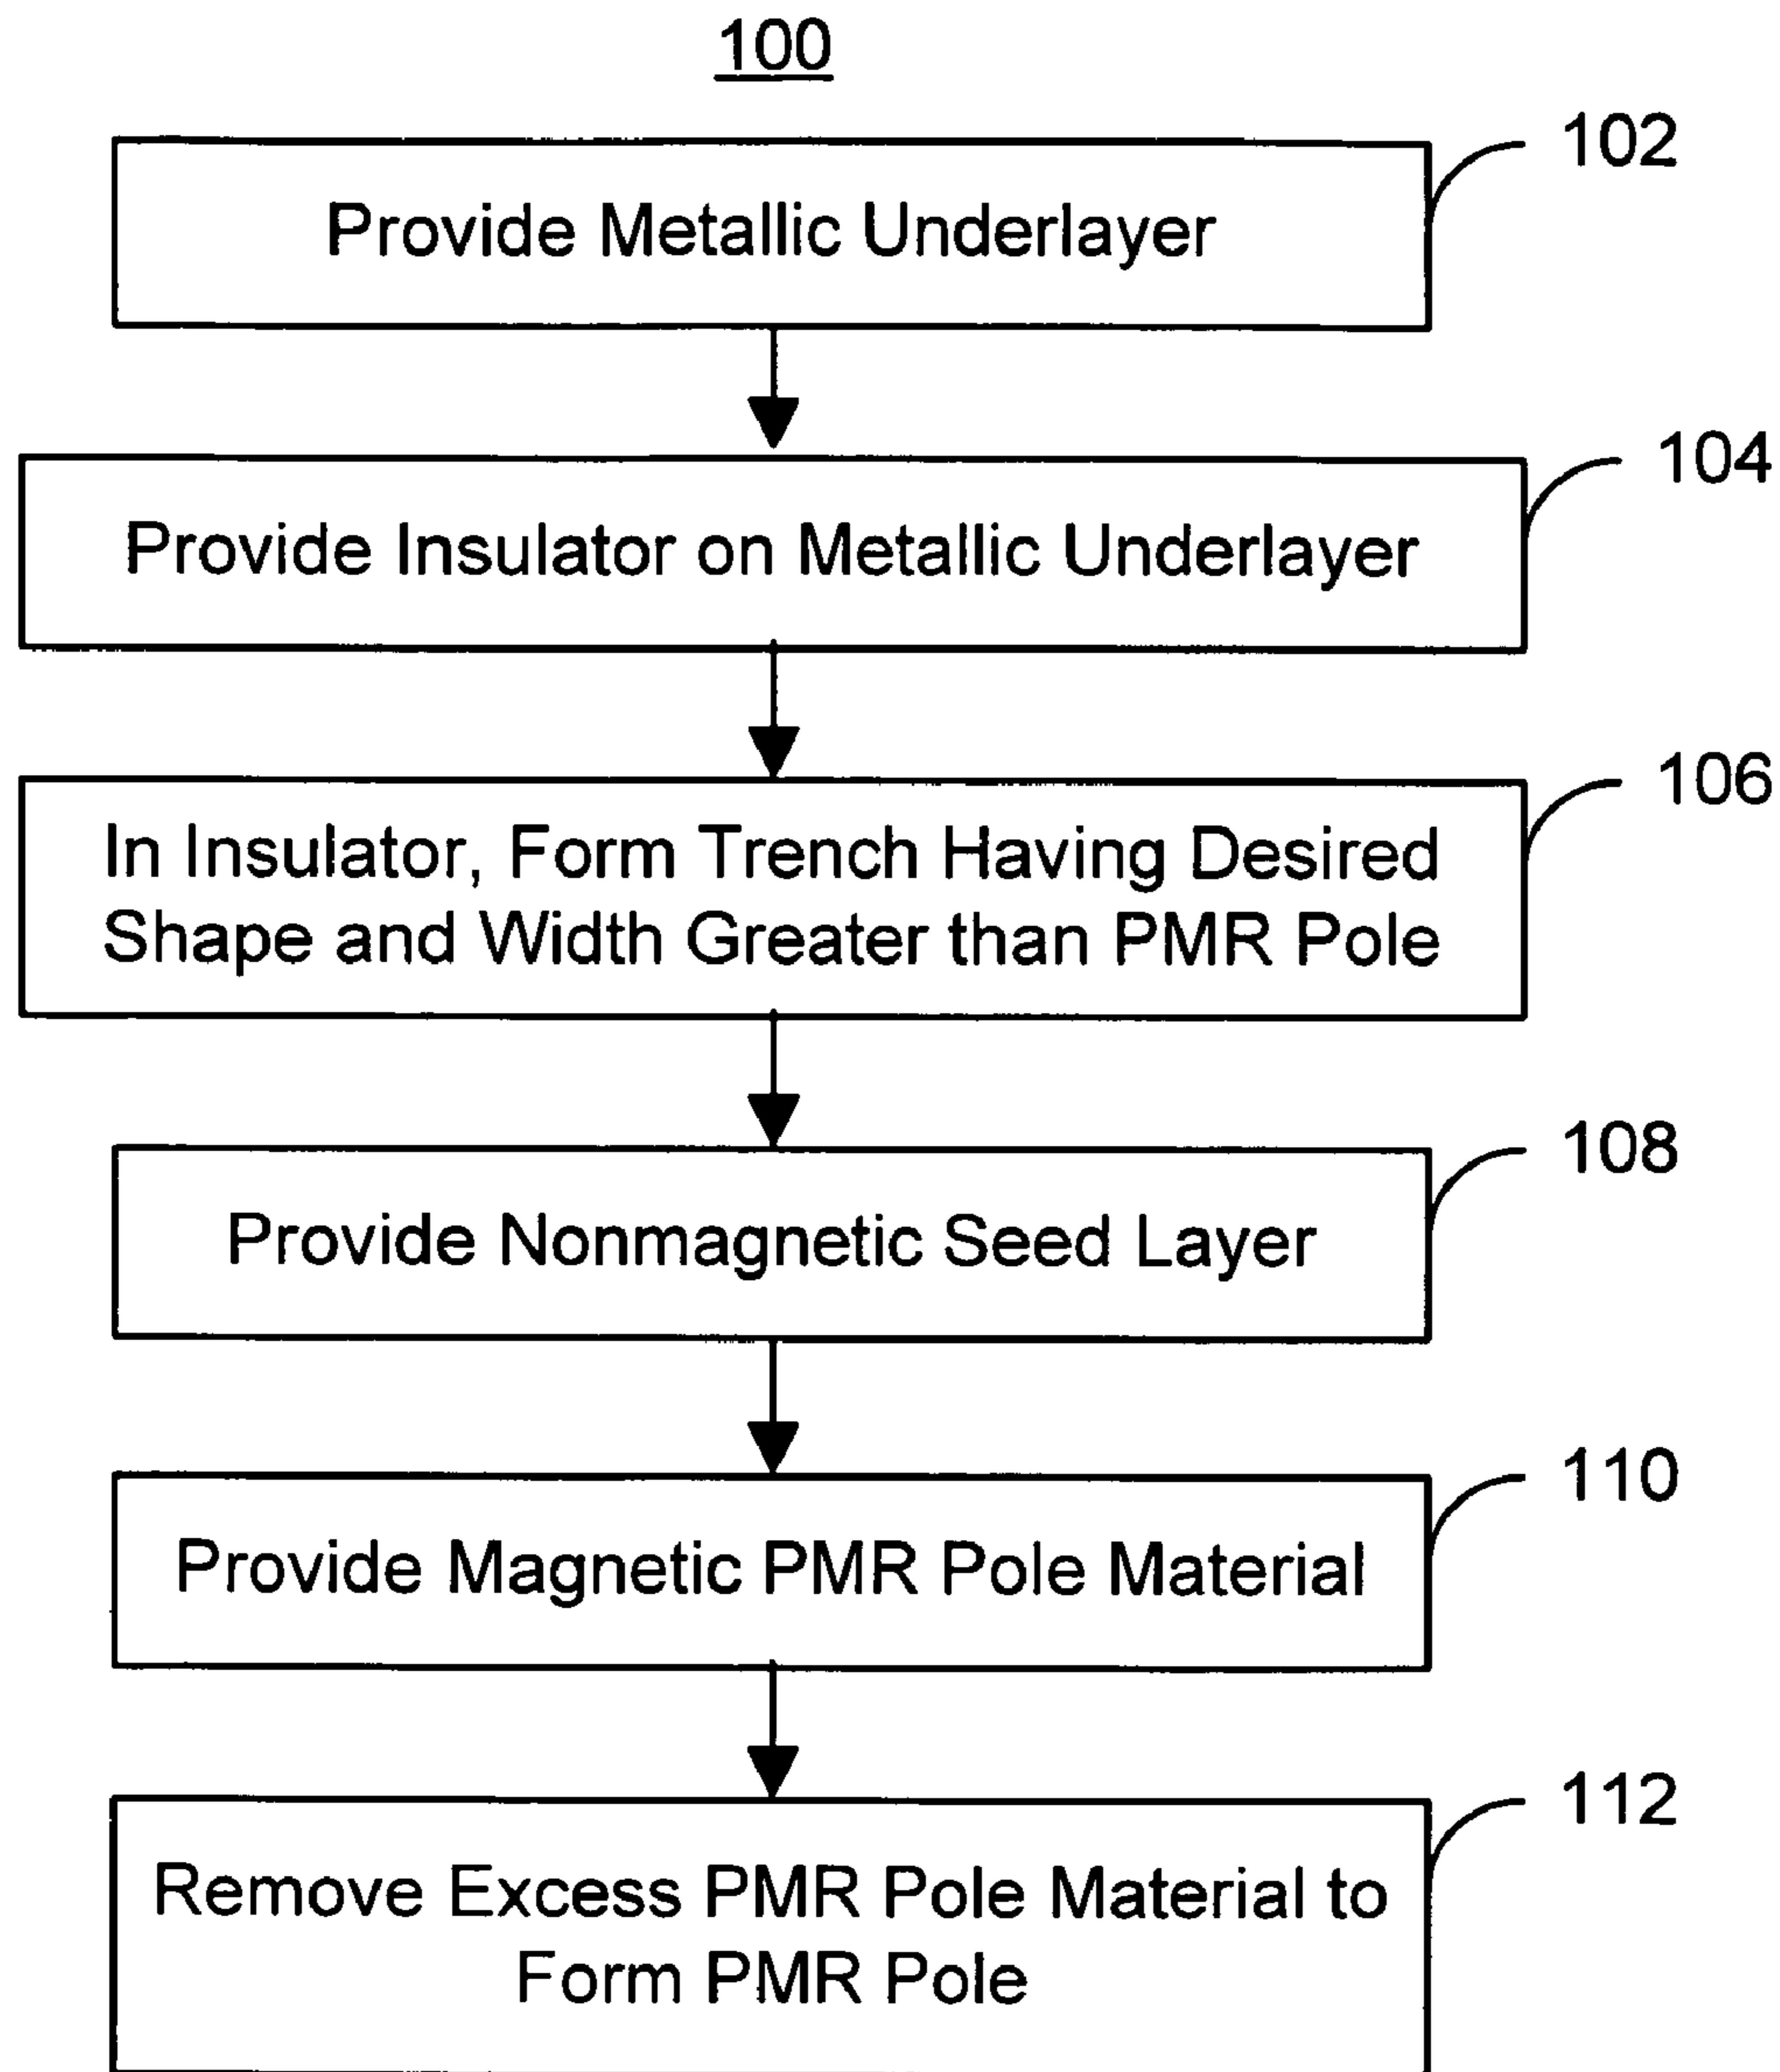 100
102
Provide Metallic Underlayer
104
Provide Insulator on Metallic Underlayer
106
In Insulator, Form Trench Having Desired
Shape and Width Greater than PMR Pole
108
Provide Nonmagnetic Seed Layer
110
Provide Magnetic PMR Pole Material
112
Remove Excess PMR Pole Material to
Form PMR Pole